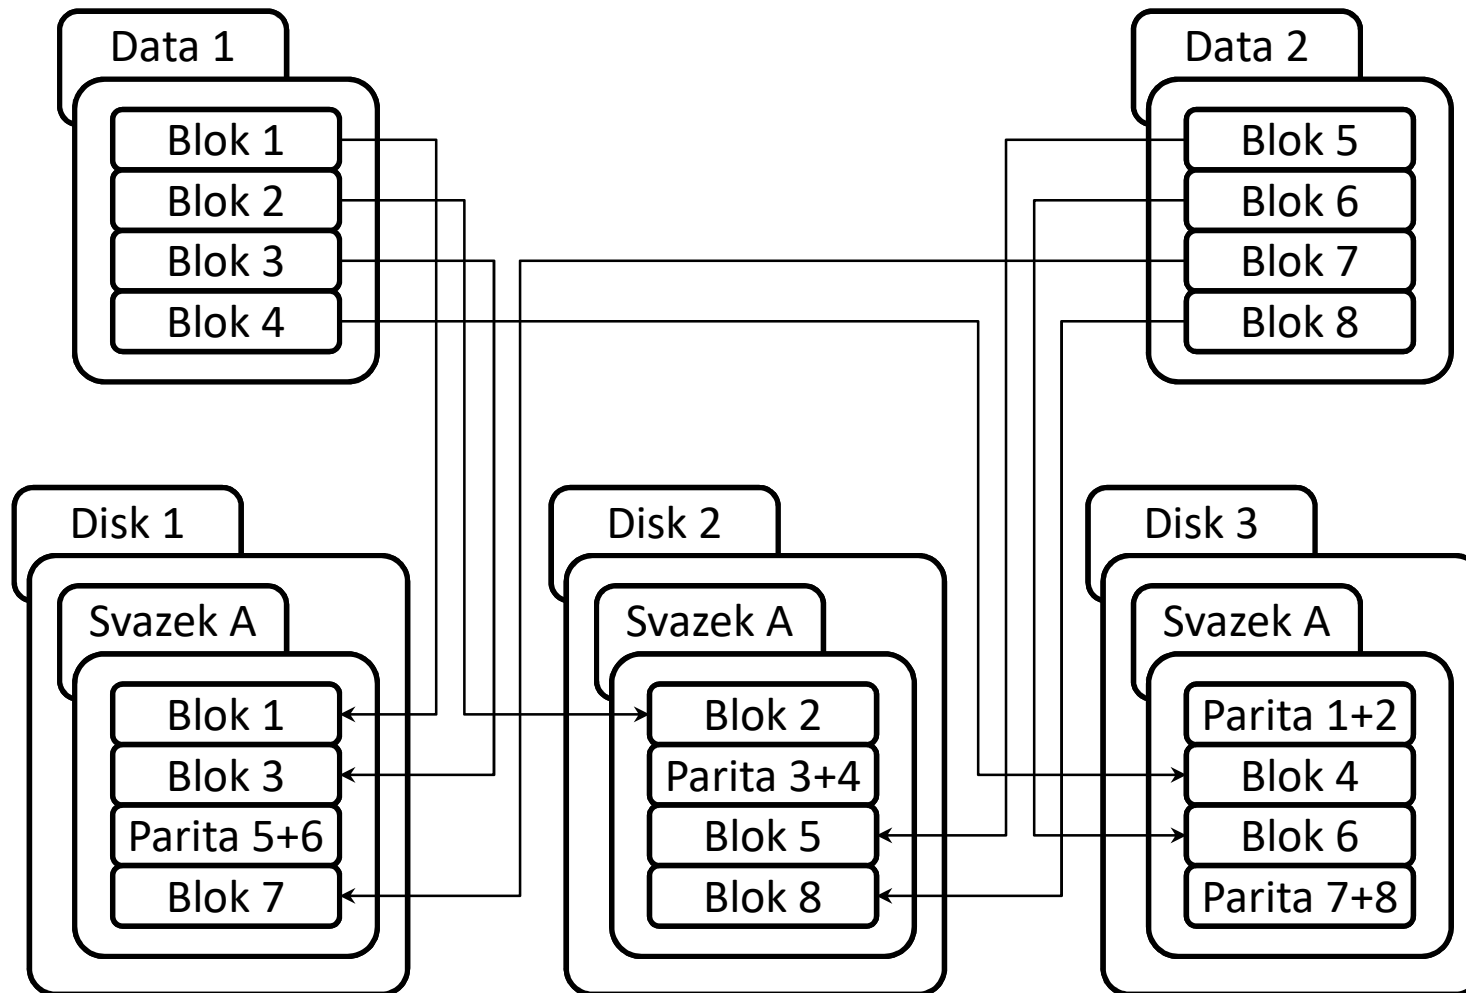 Data 1
Blok 1
Blok 2
Blok 3
Blok 4
Data 2
Blok 5
Blok 6
Blok 7
Blok 8
Disk 1
Svazek A
Blok 1
Blok 3
Parita 5+6
Blok 7
Disk 2
Svazek A
Blok 2
Parita 3+4
Blok 5
Blok 8
Disk 3
Svazek A
Parita 1+2
Blok 4
Blok 6
Parita 7+8